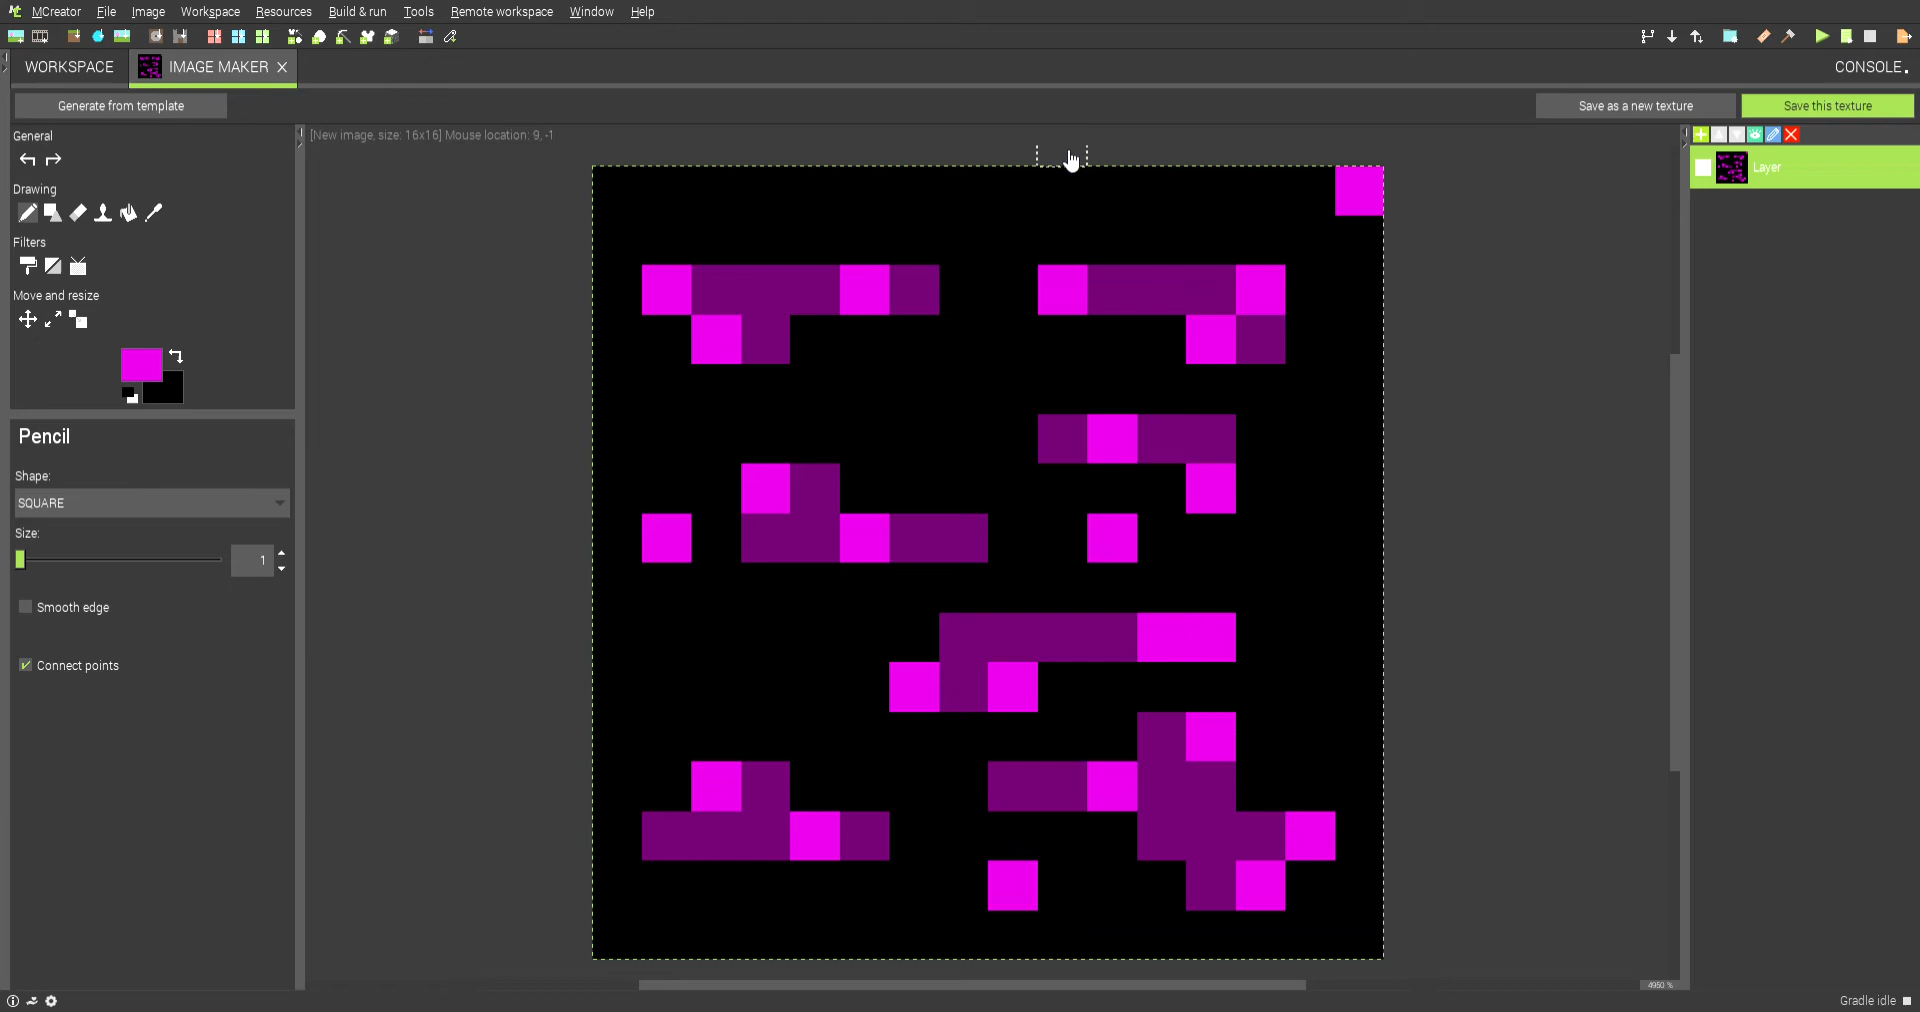 MCreator File Image Workspace Resources Build & run Tools Remote workspace Window Help
WORKSPACE IMAGE MAKER CONSOLE
Generate from template Save as a new texture Save this texture
General [New image, size: 16x16] Mouse location: 9, -1
Layer
Drawing
Filters
Move and resize
Pencil
Shape:
SQUARE
Size:
1
Smooth edge
Connect points
4950 %
Gradle idle